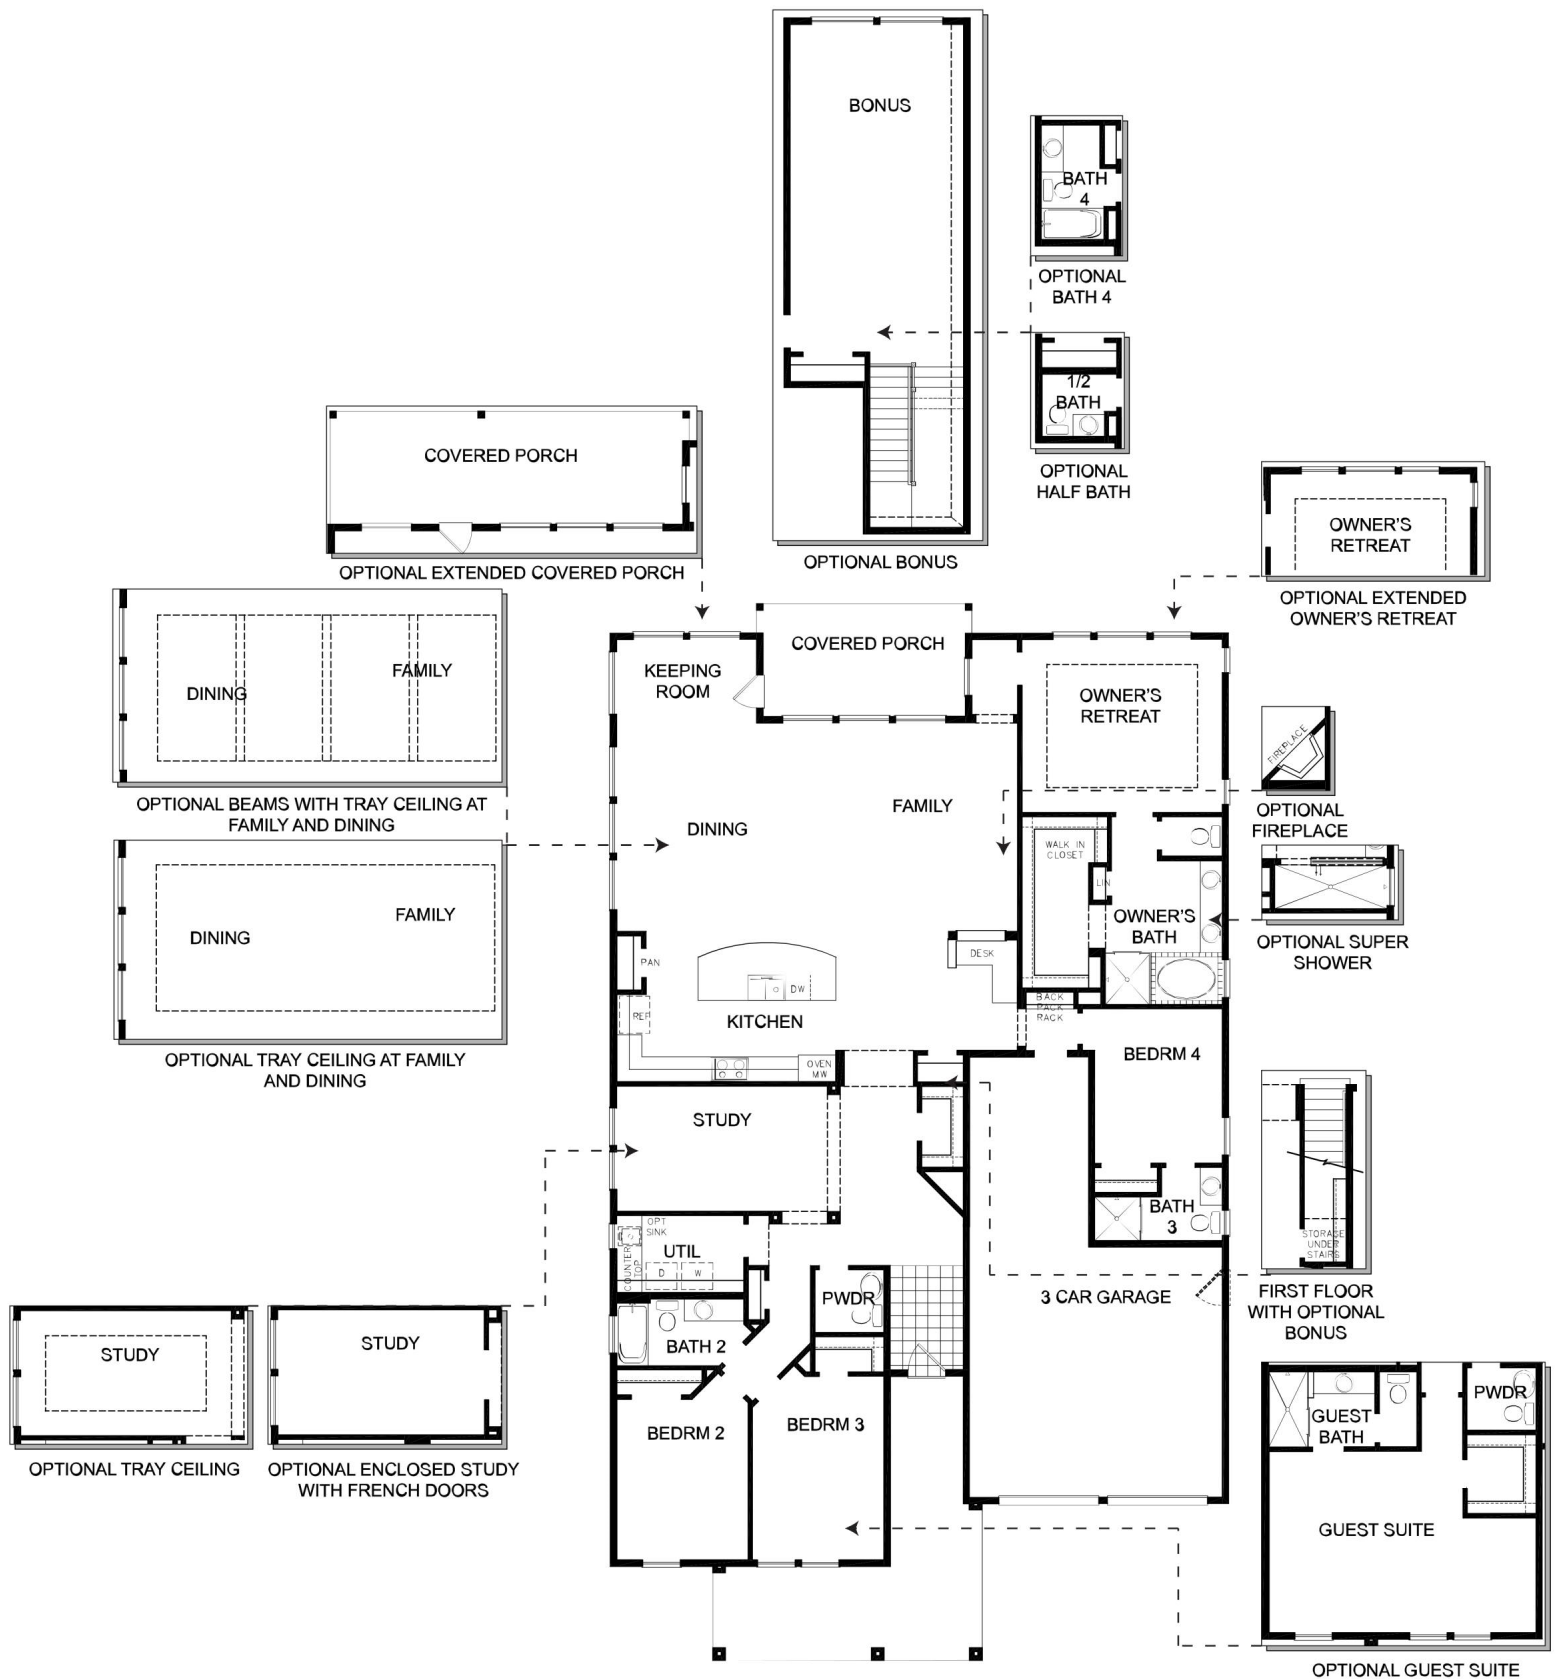 BONUS
BATH
4
OPTIONAL
BATH 4
1/2
BATH
OPTIONAL
HALF BATH
OPTIONAL BONUS
COVERED PORCH
OPTIONAL EXTENDED COVERED PORCH
OWNER'S
RETREAT
OPTIONAL EXTENDED
OWNER'S RETREAT
DINING
FAMILY
OPTIONAL BEAMS WITH TRAY CEILING AT
FAMILY AND DINING
DINING
FAMILY
OPTIONAL TRAY CEILING AT FAMILY
AND DINING
KEEPING
ROOM
COVERED PORCH
OWNER'S
RETREAT
DINING
FAMILY
FIREPLACE
OPTIONAL
FIREPLACE
WALK IN
CLOSET
LIN
OWNER'S
BATH
OPTIONAL SUPER
SHOWER
PAN
DW
DESK
REF
KITCHEN
OVEN
MW
BACK
PACK
RACK
BEDRM 4
STUDY
BATH
3
OPT
SINK
UTIL
COUNTER
TOP
D
W
STORAGE
UNDER
STAIRS
FIRST FLOOR
WITH OPTIONAL
BONUS
3 CAR GARAGE
PWDR
BATH 2
BEDRM 2
BEDRM 3
STUDY
OPTIONAL TRAY CEILING
STUDY
OPTIONAL ENCLOSED STUDY
WITH FRENCH DOORS
GUEST
BATH
PWDR
GUEST SUITE
OPTIONAL GUEST SUITE